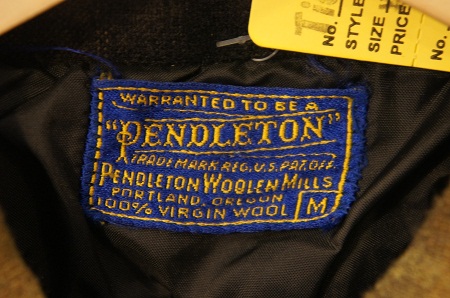 No.
STYLE
SIZE
PRICE
No.
WARRANTED TO BE A
"PENDLETON"
TRADE MARK REG. U.S. PAT. OFF.
PENDLETON WOOLEN MILLS
PORTLAND, OREGON
100% VIRGIN WOOL M